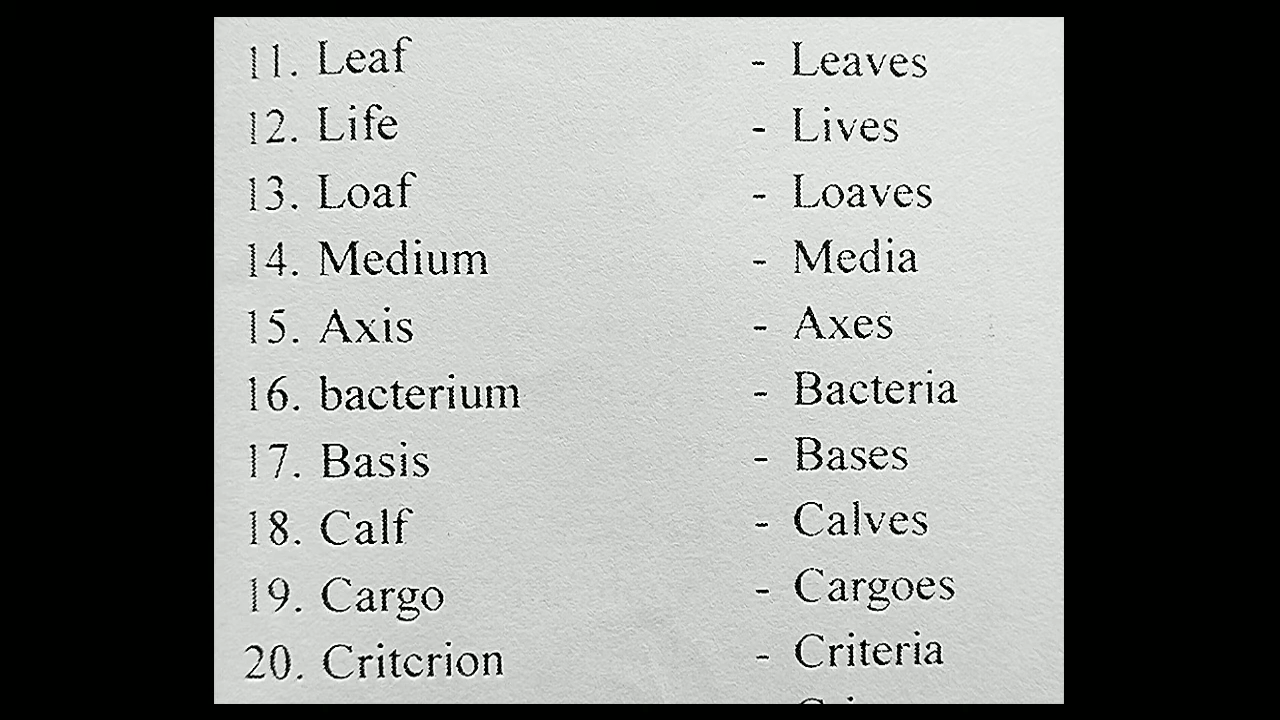 11. Leaf - Leaves
12. Life - Lives
13. Loaf - Loaves
14. Medium - Media
15. Axis - Axes
16. bacterium - Bacteria
17. Basis - Bases
18. Calf - Calves
19. Cargo - Cargoes
20. Criterion - Criteria